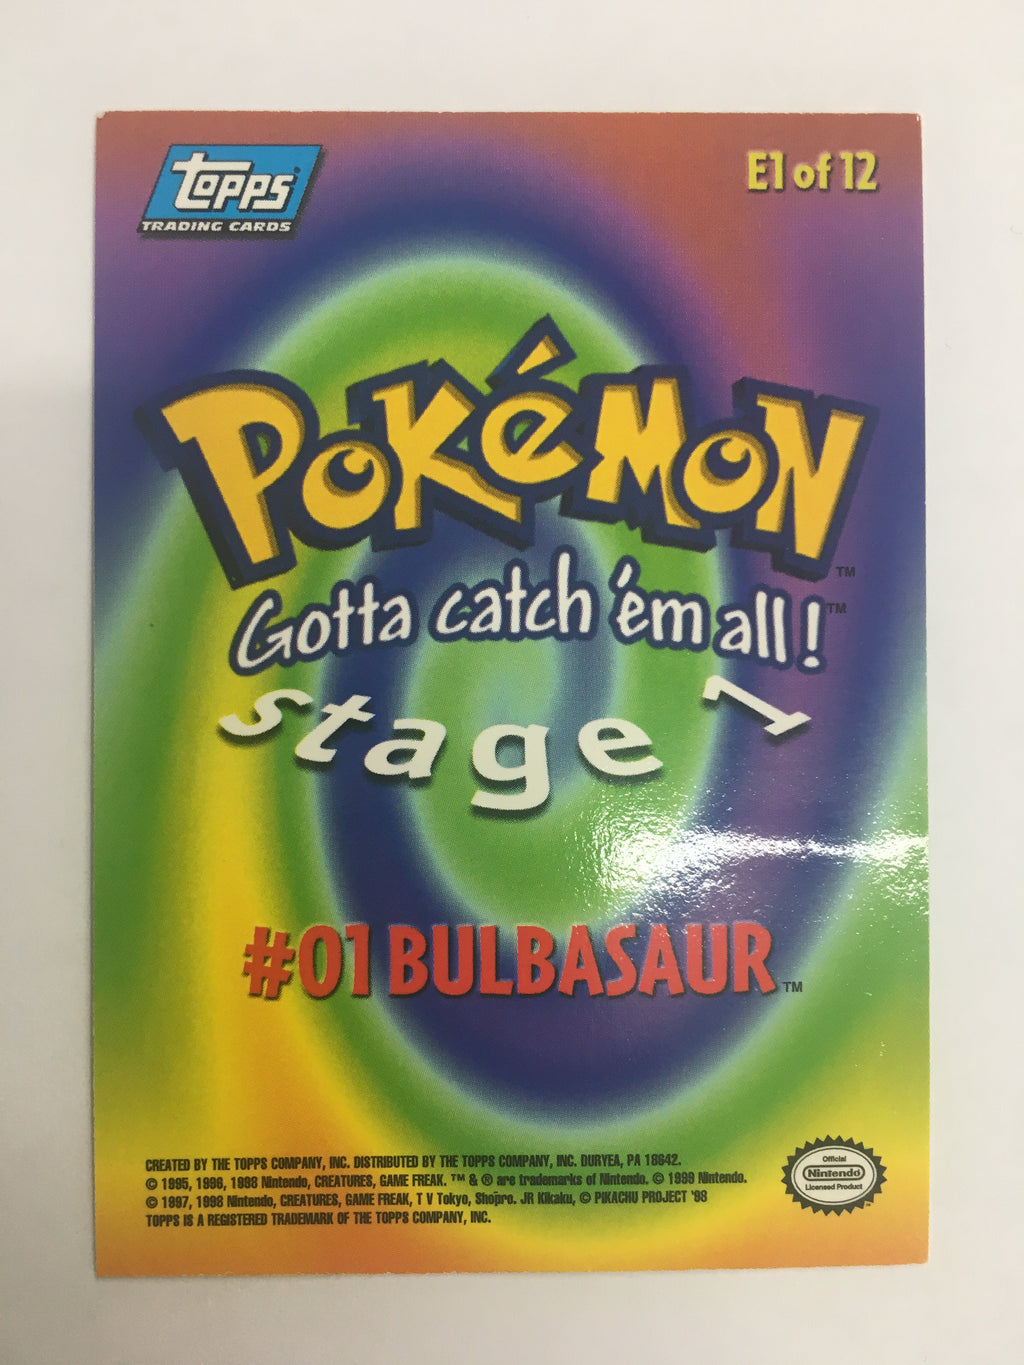 TOPPS
TRADING CARDS
E1 of 12
POKéMON
™
Gotta catch 'em all!™
stage 1
#01 BULBASAUR™
CREATED BY THE TOPPS COMPANY, INC. DISTRIBUTED BY THE TOPPS COMPANY, INC. DURYEA, PA 18642.
© 1995, 1996, 1998 Nintendo, CREATURES, GAME FREAK. ™ & ® are trademarks of Nintendo. © 1999 Nintendo.
© 1997, 1998 Nintendo, CREATURES, GAME FREAK, T V Tokyo, Shopro. JR Kikaku, © PIKACHU PROJECT '98
TOPPS IS A REGISTERED TRADEMARK OF THE TOPPS COMPANY, INC.
Official
Nintendo
Licensed Product